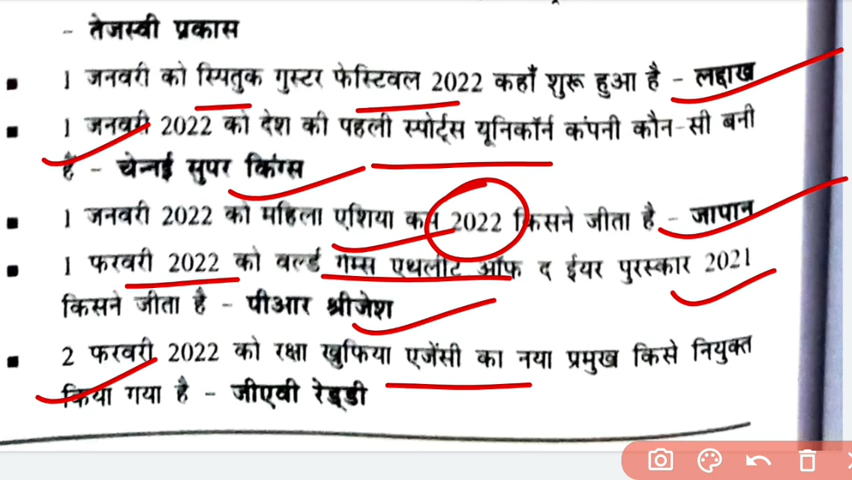 - तेजस्वी प्रकास
▪ 1 जनवरी को स्पितुक गुस्टर फेस्टिवल 2022 कहाँ शुरू हुआ है - लद्दाख
▪ 1 जनवरी 2022 को देश की पहली स्पोर्ट्स यूनिकॉर्न कंपनी कौन-सी बनी
है - चेन्नई सुपर किंग्स
▪ 1 जनवरी 2022 को महिला एशिया कप 2022 किसने जीता है - जापान
▪ 1 फरवरी 2022 को वर्ल्ड गेम्स एथलीट ऑफ द ईयर पुरस्कार 2021
किसने जीता है - पीआर श्रीजेश
▪ 2 फरवरी 2022 को रक्षा खुफिया एजेंसी का नया प्रमुख किसे नियुक्त
किया गया है - जीएवी रेड्डी